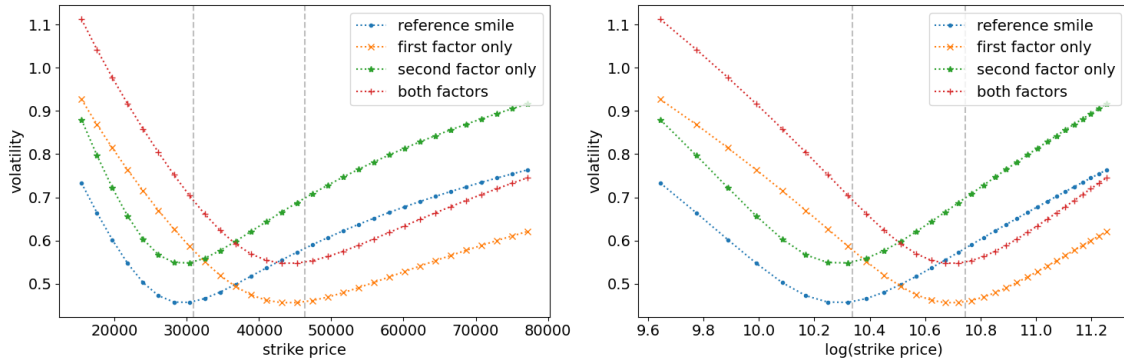 1.1
1.0
0.9
0.8
0.7
0.6
0.5
volatility
20000 30000 40000 50000 60000 70000 80000
strike price
reference smile
first factor only
second factor only
both factors
1.1
1.0
0.9
0.8
0.7
0.6
0.5
volatility
9.6 9.8 10.0 10.2 10.4 10.6 10.8 11.0 11.2
log(strike price)
reference smile
first factor only
second factor only
both factors